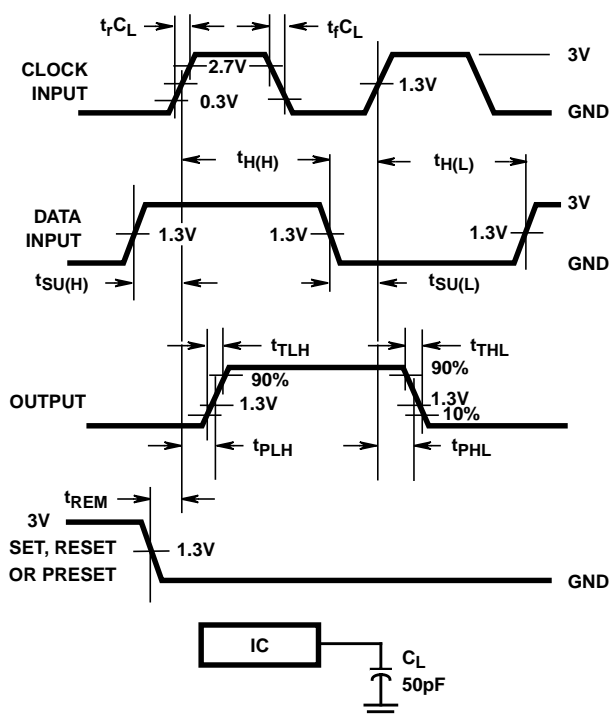 trCL tfCL
CLOCK INPUT
2.7V
0.3V
1.3V
3V
GND
tH(H) tH(L)
DATA INPUT
1.3V 1.3V 1.3V
3V
GND
tSU(H) tSU(L)
tTLH tTHL
OUTPUT
90% 90%
1.3V 1.3V
10%
tPLH tPHL
tREM
3V
SET, RESET
OR PRESET
1.3V
GND
IC
CL
50pF